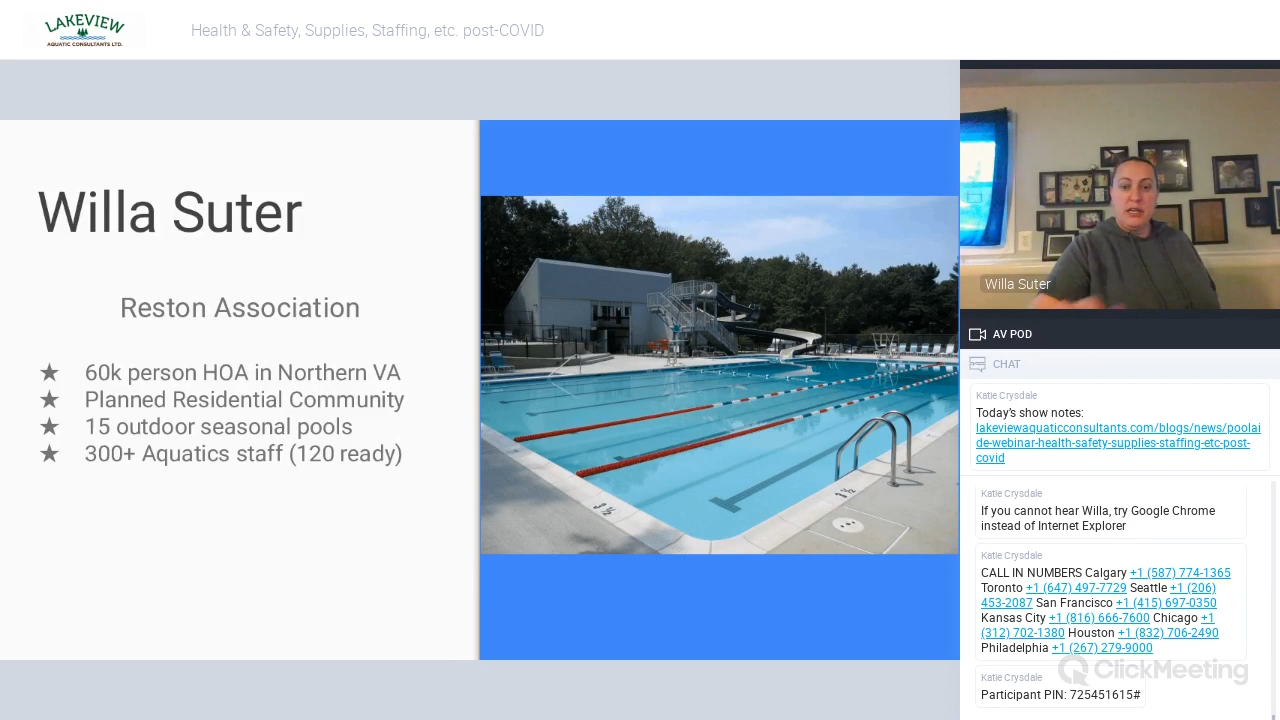 LAKEVIEW
AQUATIC CONSULTANTS LTD.
Health & Safety, Supplies, Staffing, etc. post-COVID
Willa Suter
Reston Association
★ 60k person HOA in Northern VA
★ Planned Residential Community
★ 15 outdoor seasonal pools
★ 300+ Aquatics staff (120 ready)
3 ½
Willa Suter
AV POD
CHAT
Katie Crysdale
Today's show notes:
lakeviewaquaticconsultants.com/blogs/news/poolai
de-webinar-health-safety-supplies-staffing-etc-post-
covid
Katie Crysdale
If you cannot hear Willa, try Google Chrome
instead of Internet Explorer
Katie Crysdale
CALL IN NUMBERS Calgary +1 (587) 774-1365
Toronto +1 (647) 497-7729 Seattle +1 (206)
453-2087 San Francisco +1 (415) 697-0350
Kansas City +1 (816) 666-7600 Chicago +1
(312) 702-1380 Houston +1 (832) 706-2490
Philadelphia +1 (267) 279-9000
ClickMeeting
Katie Crysdale
Participant PIN: 725451615#